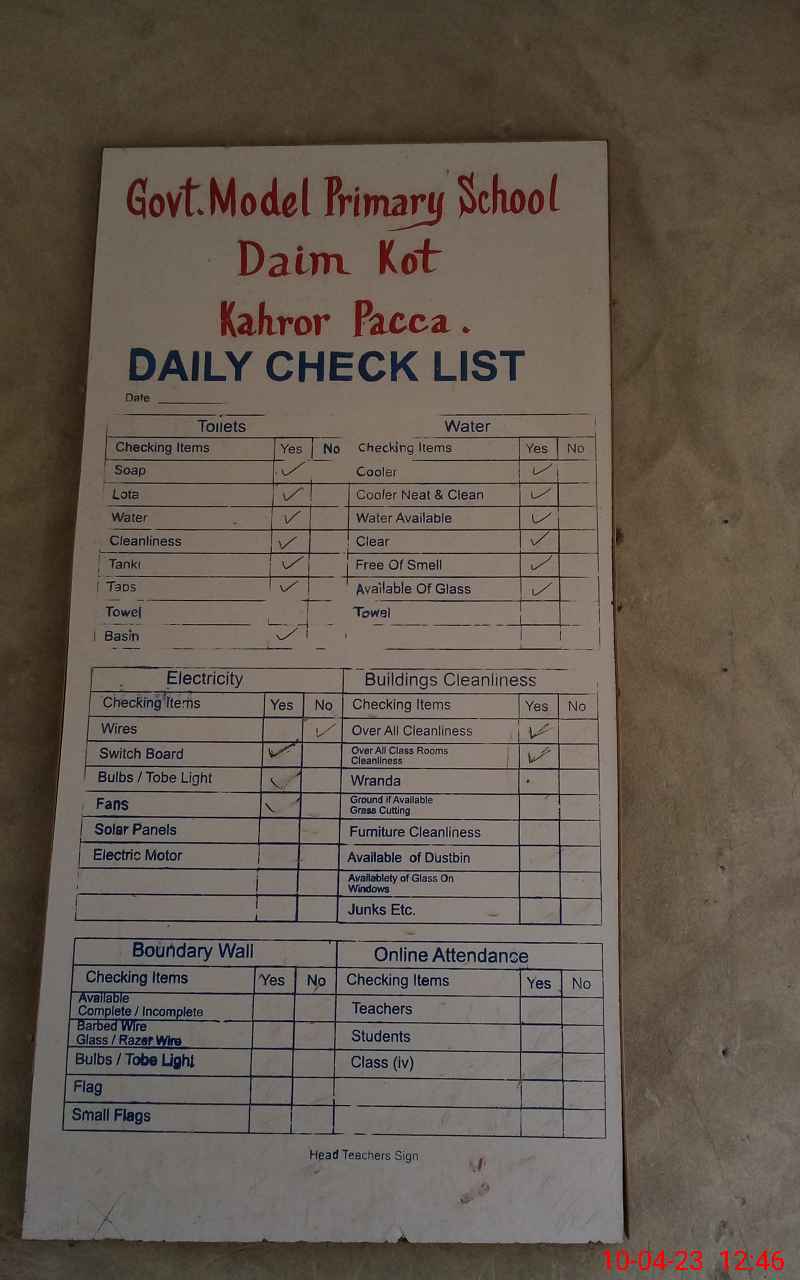 Govt. Model Primary School
Daim Kot
Kahror Pacca.
DAILY CHECK LIST
Date
Toilets Water
Checking Items Yes No Checking Items Yes No
Soap ✓ Cooler ✓
Lota ✓ Cooler Neat & Clean ✓
Water ✓ Water Available ✓
Cleanliness ✓ Clear ✓
Tanki ✓ Free Of Smell ✓
Taps ✓ Available Of Glass ✓
Towel Towel
Basin ✓
Electricity Buildings Cleanliness
Checking Items Yes No Checking Items Yes No
Wires ✓ Over All Cleanliness ✓
Switch Board ✓ Over All Class Rooms Cleanliness ✓
Bulbs / Tobe Light ✓ Wranda
Fans ✓ Ground if Available Grass Cutting
Solar Panels Furniture Cleanliness
Electric Motor Available of Dustbin
Availablety of Glass On Windows
Junks Etc.
Boundary Wall Online Attendance
Checking Items Yes No Checking Items Yes No
Available Complete / Incomplete Teachers
Barbed Wire Glass / Razer Wire Students
Bulbs / Tobe Light Class (iv)
Flag
Small Flags
Head Teachers Sign
10-04-23 12:46